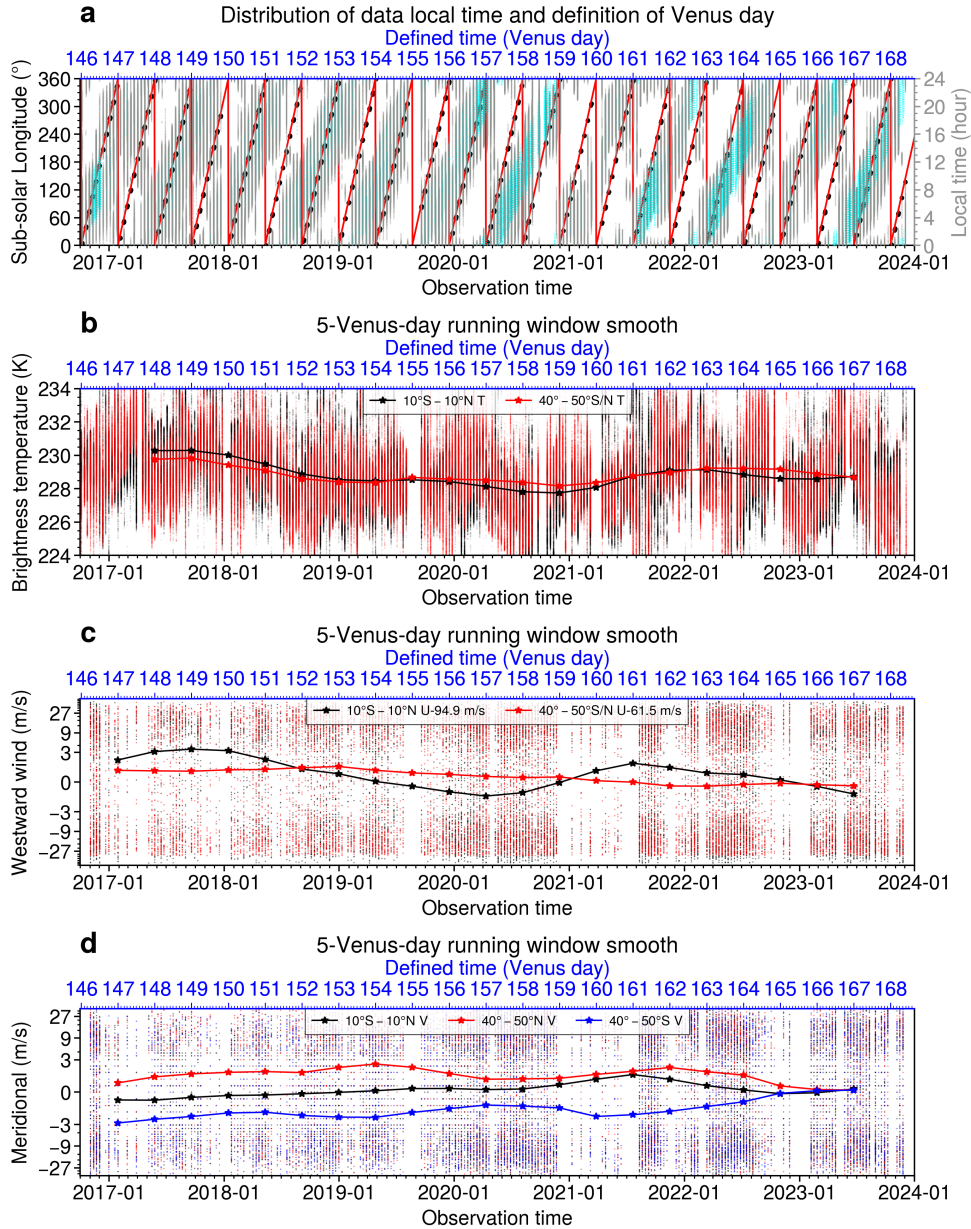 a
Distribution of data local time and definition of Venus day
Defined time (Venus day)
146 147 148 149 150 151 152 153 154 155 156 157 158 159 160 161 162 163 164 165 166 167 168
Sub-solar Longitude (°)
360
300
240
180
120
60
0
24
20
16
12
8
4
0
Local time (hour)
2017-01 2018-01 2019-01 2020-01 2021-01 2022-01 2023-01 2024-01
Observation time
b
5-Venus-day running window smooth
Defined time (Venus day)
146 147 148 149 150 151 152 153 154 155 156 157 158 159 160 161 162 163 164 165 166 167 168
Brightness temperature (K)
234
232
230
228
226
224
10°S – 10°N T 40° – 50°S/N T
2017-01 2018-01 2019-01 2020-01 2021-01 2022-01 2023-01 2024-01
Observation time
c
5-Venus-day running window smooth
Defined time (Venus day)
146 147 148 149 150 151 152 153 154 155 156 157 158 159 160 161 162 163 164 165 166 167 168
Westward wind (m/s)
27
9
3
0
−3
−9
−27
10°S – 10°N U-94.9 m/s 40° – 50°S/N U-61.5 m/s
2017-01 2018-01 2019-01 2020-01 2021-01 2022-01 2023-01 2024-01
Observation time
d
5-Venus-day running window smooth
Defined time (Venus day)
146 147 148 149 150 151 152 153 154 155 156 157 158 159 160 161 162 163 164 165 166 167 168
Meridional (m/s)
27
9
3
0
−3
−9
−27
10°S – 10°N V 40° – 50°N V 40° – 50°S V
2017-01 2018-01 2019-01 2020-01 2021-01 2022-01 2023-01 2024-01
Observation time